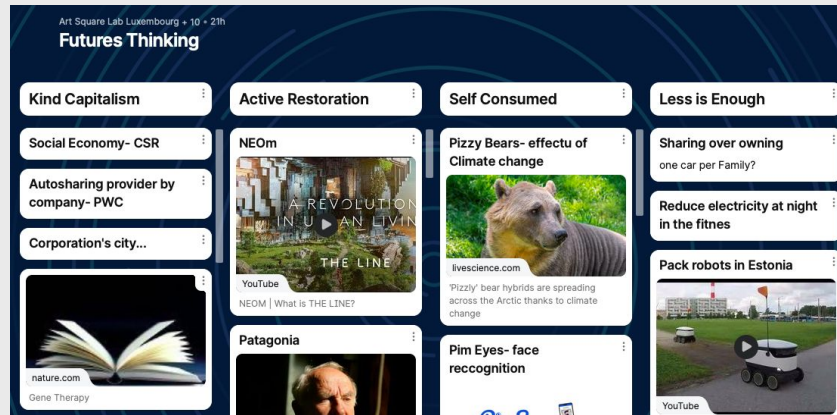 Art Square Lab Luxembourg + 10 • 21h
Futures Thinking
Kind Capitalism
Social Economy- CSR
Autosharing provider by
company- PWC
Corporation's city...
nature.com
Gene Therapy
Active Restoration
NEOm
A REVOLUTION
IN U AN LIVIN
THE LINE
YouTube
NEOM | What is THE LINE?
Patagonia
Self Consumed
Pizzy Bears- effectu of
Climate change
livescience.com
'Pizzly' bear hybrids are spreading
across the Arctic thanks to climate
change
Pim Eyes- face
reccognition
Less is Enough
Sharing over owning
one car per Family?
Reduce electricity at night
in the fitnes
Pack robots in Estonia
YouTube